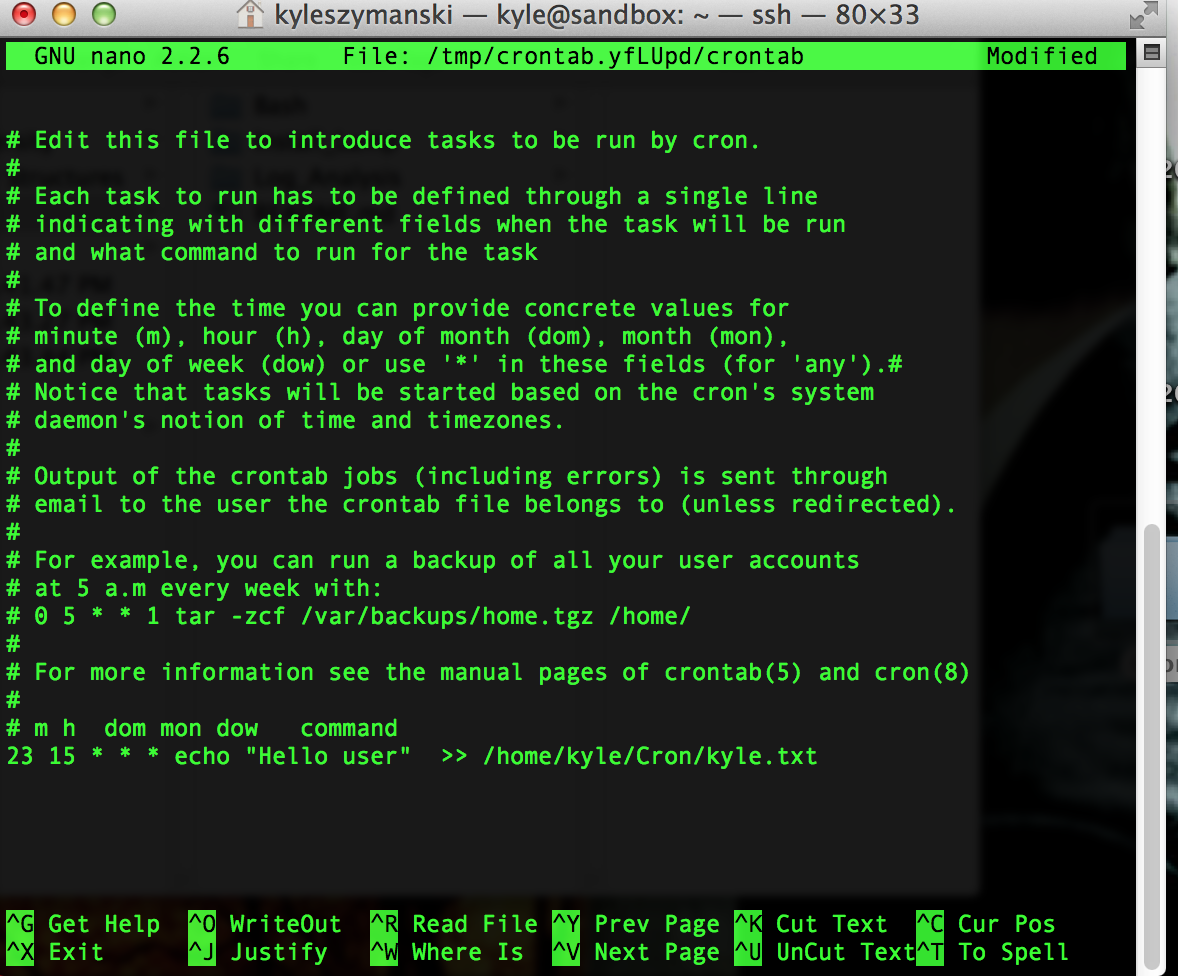 kyleszymanski — kyle@sandbox: ~ — ssh — 80×33
GNU nano 2.2.6 File: /tmp/crontab.yfLUpd/crontab Modified
# Edit this file to introduce tasks to be run by cron.
#
# Each task to run has to be defined through a single line
# indicating with different fields when the task will be run
# and what command to run for the task
#
# To define the time you can provide concrete values for
# minute (m), hour (h), day of month (dom), month (mon),
# and day of week (dow) or use '*' in these fields (for 'any').#
# Notice that tasks will be started based on the cron's system
# daemon's notion of time and timezones.
#
# Output of the crontab jobs (including errors) is sent through
# email to the user the crontab file belongs to (unless redirected).
#
# For example, you can run a backup of all your user accounts
# at 5 a.m every week with:
# 0 5 * * 1 tar -zcf /var/backups/home.tgz /home/
#
# For more information see the manual pages of crontab(5) and cron(8)
#
# m h  dom mon dow   command
23 15 * * * echo "Hello user"  >> /home/kyle/Cron/kyle.txt
^G Get Help ^O WriteOut ^R Read File ^Y Prev Page ^K Cut Text ^C Cur Pos
^X Exit ^J Justify ^W Where Is ^V Next Page ^U UnCut Text^T To Spell